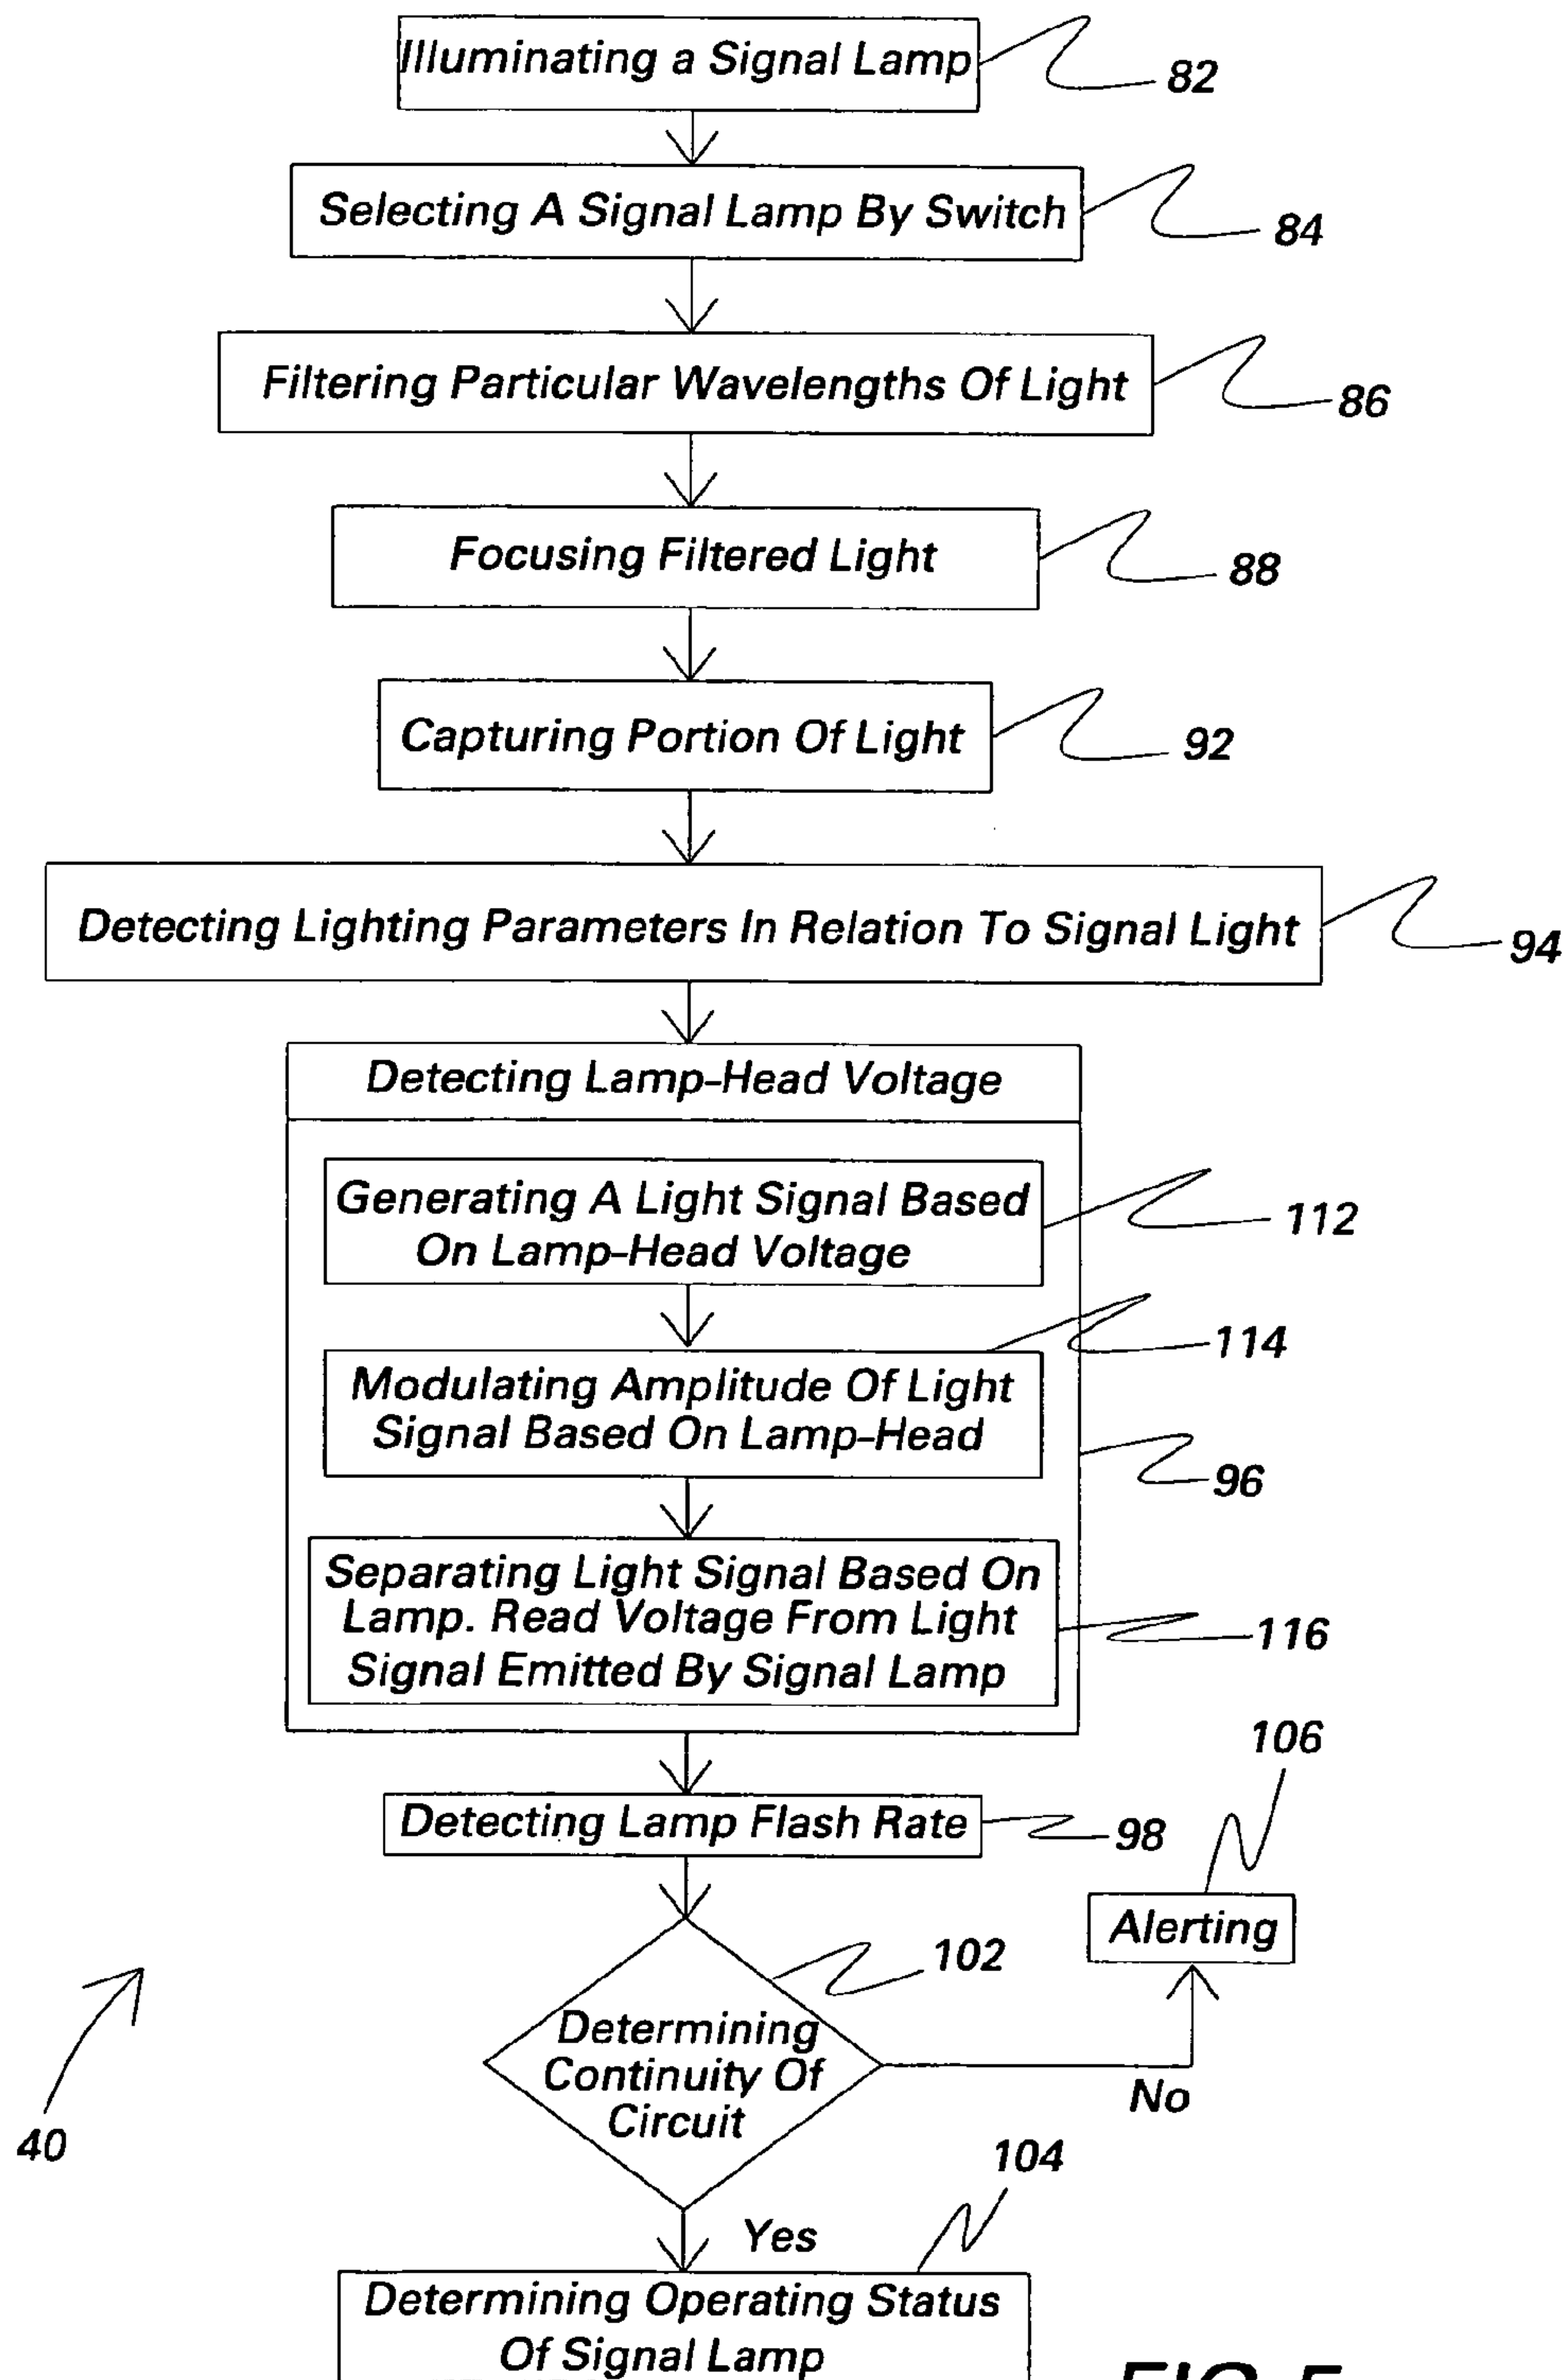 Illuminating a Signal Lamp
82
Selecting A Signal Lamp By Switch
84
Filtering Particular Wavelengths Of Light
86
Focusing Filtered Light
88
Capturing Portion Of Light
92
Detecting Lighting Parameters In Relation To Signal Light
94
Detecting Lamp-Head Voltage
Generating A Light Signal Based
On Lamp-Head Voltage
112
Modulating Amplitude Of Light
Signal Based On Lamp-Head
114
96
Separating Light Signal Based On
Lamp. Read Voltage From Light
Signal Emitted By Signal Lamp
116
Detecting Lamp Flash Rate
98
106
Alerting
102
Determining
Continuity Of
Circuit
No
40
104
Yes
Determining Operating Status
Of Signal Lamp
FIG 5